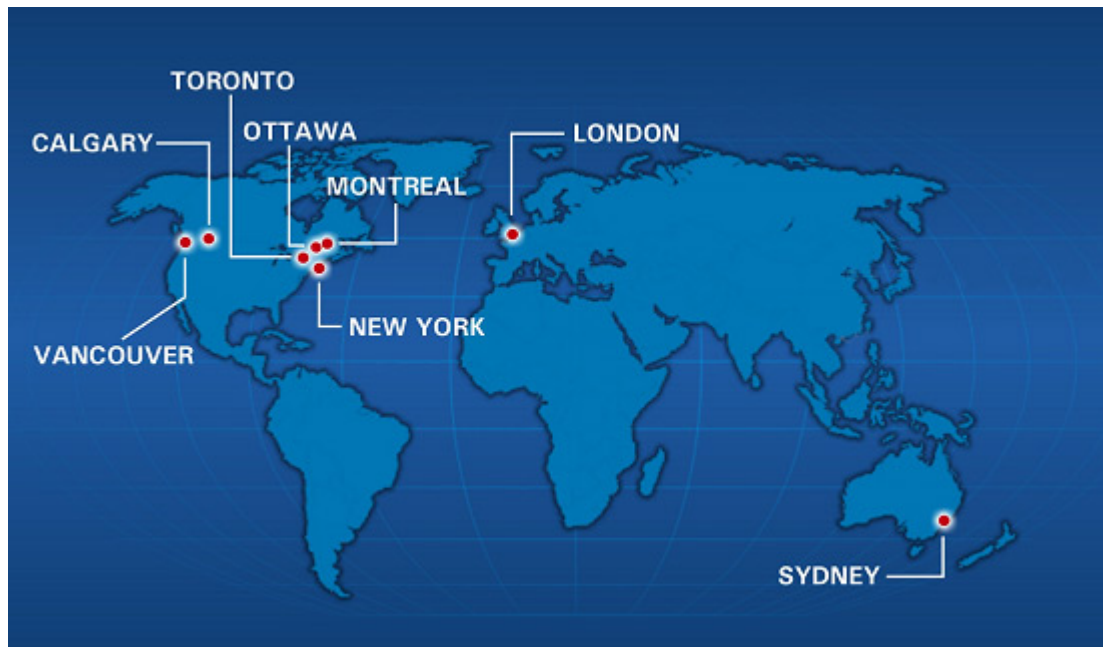 TORONTO
OTTAWA
LONDON
CALGARY
MONTREAL
NEW YORK
VANCOUVER
SYDNEY